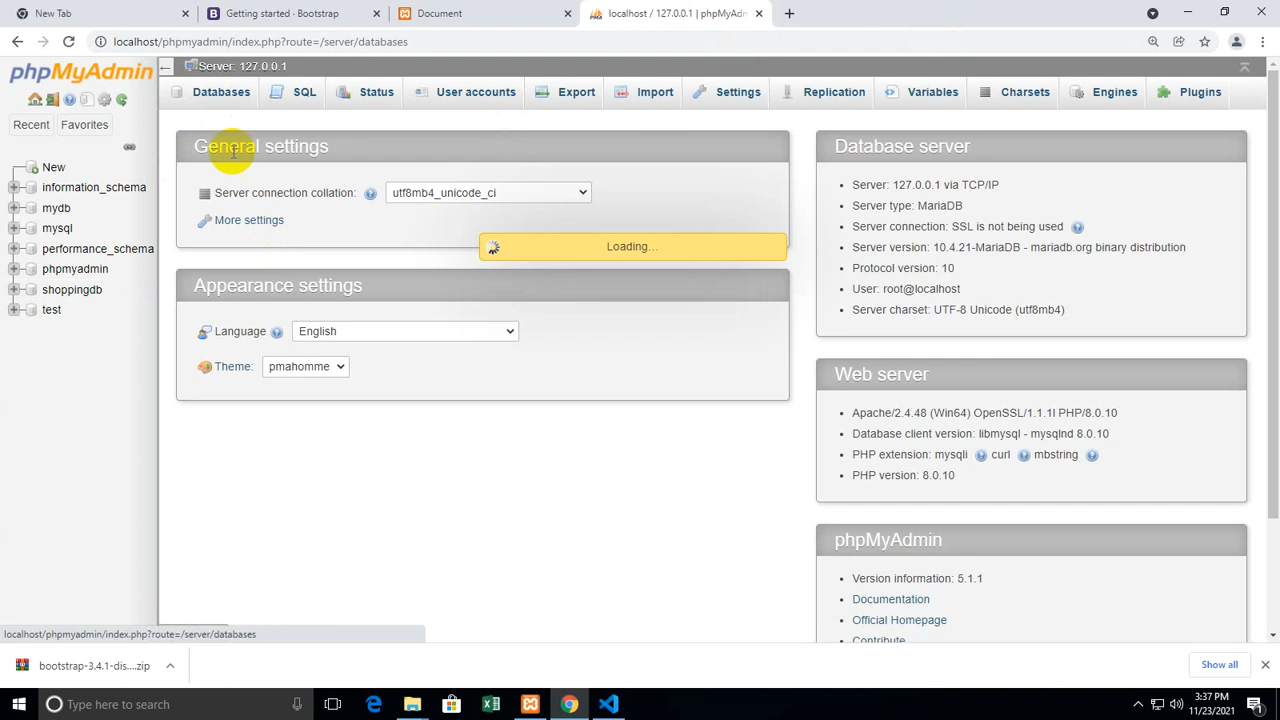 New Tab
Getting started · Bootstrap
Document
localhost / 127.0.0.1 | phpMyAdm
localhost/phpmyadmin/index.php?route=/server/databases
phpMyAdmin
Server: 127.0.0.1
Databases SQL Status User accounts Export Import Settings Replication Variables Charsets Engines Plugins
Recent Favorites
New
information_schema
mydb
mysql
performance_schema
phpmyadmin
shoppingdb
test
General settings
Server connection collation: utf8mb4_unicode_ci
More settings
Loading…
Appearance settings
Language English
Theme: pmahomme
Database server
Server: 127.0.0.1 via TCP/IP
Server type: MariaDB
Server connection: SSL is not being used
Server version: 10.4.21-MariaDB - mariadb.org binary distribution
Protocol version: 10
User: root@localhost
Server charset: UTF-8 Unicode (utf8mb4)
Web server
Apache/2.4.48 (Win64) OpenSSL/1.1.1l PHP/8.0.10
Database client version: libmysql - mysqlnd 8.0.10
PHP extension: mysqli curl mbstring
PHP version: 8.0.10
phpMyAdmin
Version information: 5.1.1
Documentation
Official Homepage
Contribute
localhost/phpmyadmin/index.php?route=/server/databases
bootstrap-3.4.1-dis....zip
Show all
Type here to search
3:37 PM
11/23/2021